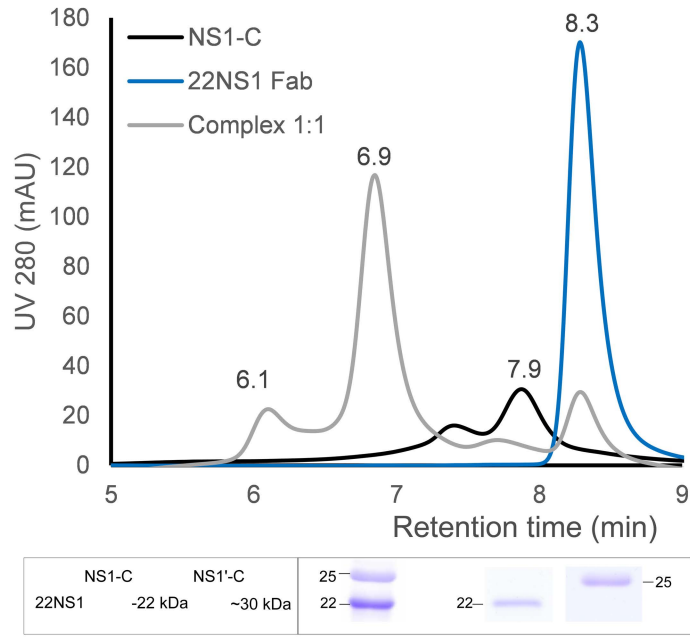 180
160
140
120
100
80
60
40
20
0
UV 280 (mAU)
NS1-C
22NS1 Fab
Complex 1:1
8.3
6.9
6.1
7.9
5 6 7 8 9
Retention time (min)
NS1-C NS1'-C
22NS1 -22 kDa ~30 kDa
25
22
22
25